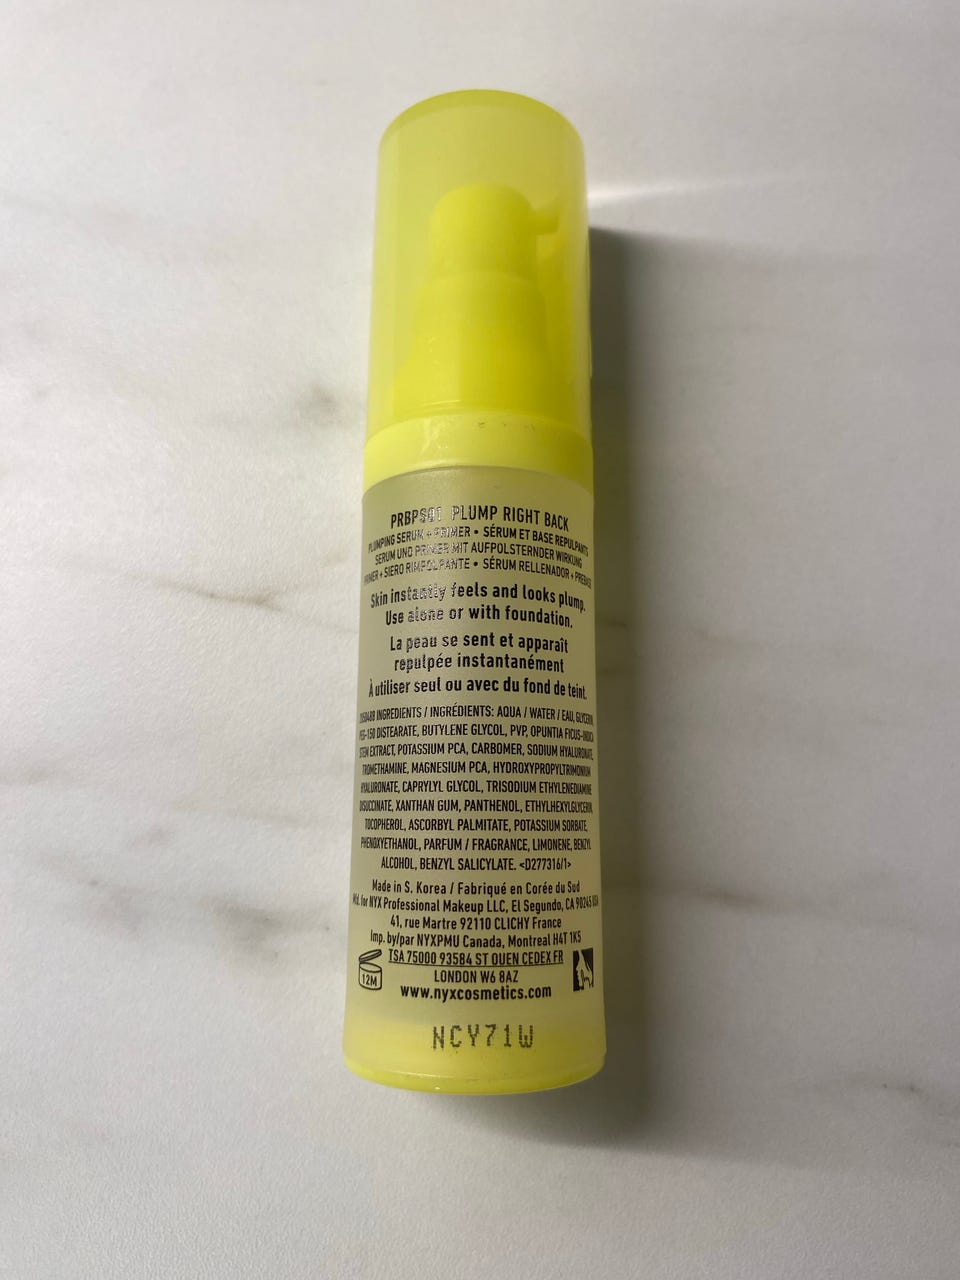 PRBPS01 PLUMP RIGHT BACK
PLUMPING SERUM + PRIMER • SÉRUM ET BASE REPULPANTS
SERUM UND PRIMER MIT AUFPOLSTERNDER WIRKUNG
PRIMER + SIERO RIMPOLPANTE • SÉRUM RELLENADOR + PREBASE
Skin instantly feels and looks plump.
Use alone or with foundation.
La peau se sent et apparaît
repulpée instantanément
À utiliser seul ou avec du fond de teint.
INGREDIENTS / INGRÉDIENTS: AQUA / WATER / EAU, GLYCERIN,
PEG-150 DISTEARATE, BUTYLENE GLYCOL, PVP, OPUNTIA FICUS-INDICA
STEM EXTRACT, POTASSIUM PCA, CARBOMER, SODIUM HYALURONATE,
TROMETHAMINE, MAGNESIUM PCA, HYDROXYPROPYLTRIMONIUM
HYALURONATE, CAPRYLYL GLYCOL, TRISODIUM ETHYLENEDIAMINE
DISUCCINATE, XANTHAN GUM, PANTHENOL, ETHYLHEXYLGLYCERIN,
TOCOPHEROL, ASCORBYL PALMITATE, POTASSIUM SORBATE,
PHENOXYETHANOL, PARFUM / FRAGRANCE, LIMONENE, BENZYL
ALCOHOL, BENZYL SALICYLATE. <D277316/1>
Made in S. Korea / Fabriqué en Corée du Sud
Mfd. for NYX Professional Makeup LLC, El Segundo, CA 90245 USA
41, rue Martre 92110 CLICHY France
Imp. by/par NYXPMU Canada, Montreal H4T 1K5
TSA 75000 93584 ST OUEN CEDEX FR
12M
LONDON W6 8AZ
www.nyxcosmetics.com
NCY71W